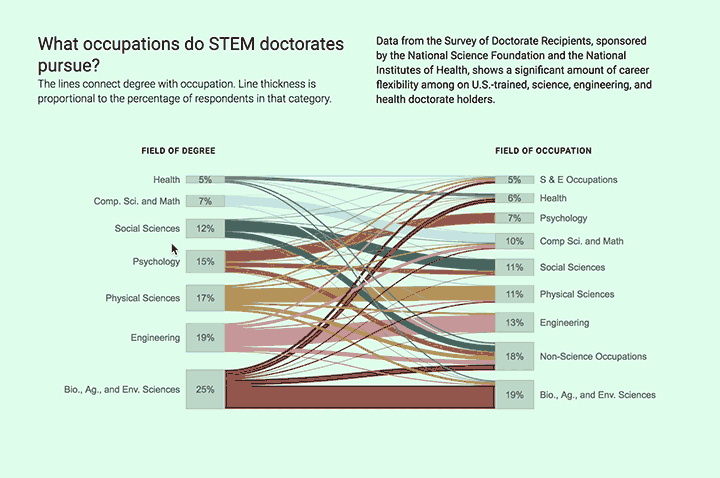 What occupations do STEM doctorates
pursue?
The lines connect degree with occupation. Line thickness is
proportional to the percentage of respondents in that category.
Data from the Survey of Doctorate Recipients, sponsored
by the National Science Foundation and the National
Institutes of Health, shows a significant amount of career
flexibility among on U.S.-trained, science, engineering, and
health doctorate holders.
FIELD OF DEGREE
Health 5%
Comp. Sci. and Math 7%
Social Sciences 12%
Psychology 15%
Physical Sciences 17%
Engineering 19%
Bio., Ag., and Env. Sciences 25%
FIELD OF OCCUPATION
5% S & E Occupations
6% Health
7% Psychology
10% Comp Sci. and Math
11% Social Sciences
11% Physical Sciences
13% Engineering
18% Non-Science Occupations
19% Bio., Ag., and Env. Sciences